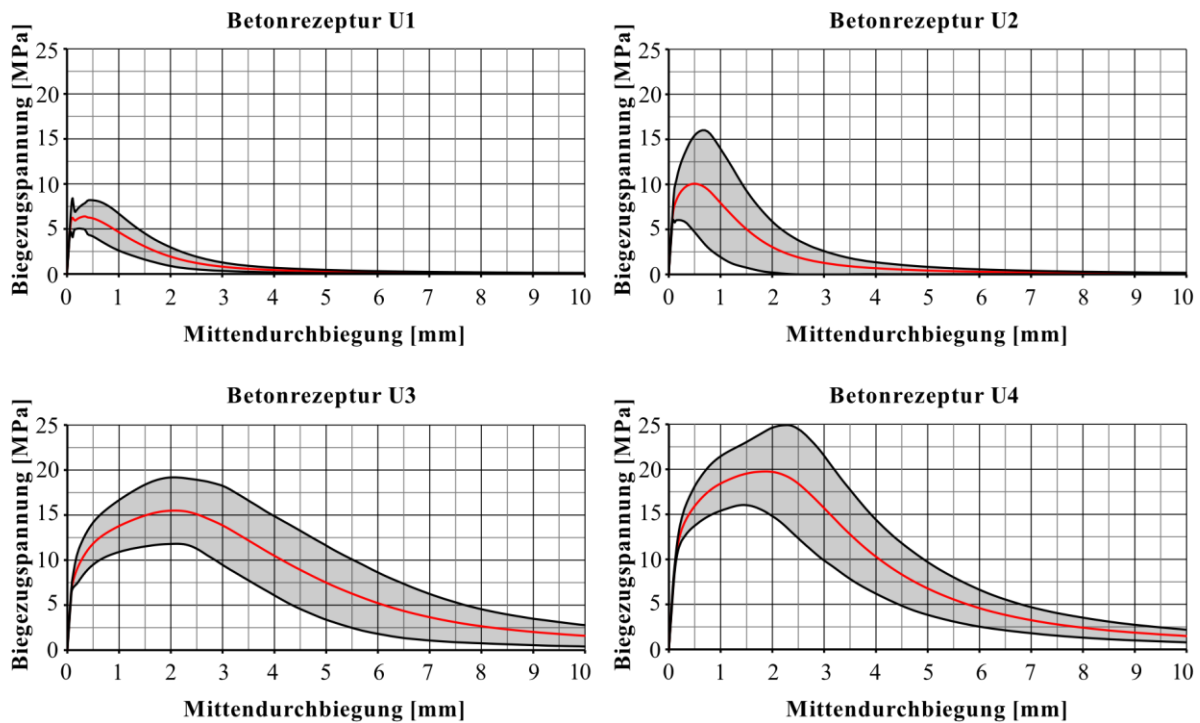 Betonrezeptur U1
Biegezugspannung [MPa]
25
20
15
10
5
0
0 1 2 3 4 5 6 7 8 9 10
Mittendurchbiegung [mm]
Betonrezeptur U2
Biegezugspannung [MPa]
25
20
15
10
5
0
0 1 2 3 4 5 6 7 8 9 10
Mittendurchbiegung [mm]
Betonrezeptur U3
Biegezugspannung [MPa]
25
20
15
10
5
0
0 1 2 3 4 5 6 7 8 9 10
Mittendurchbiegung [mm]
Betonrezeptur U4
Biegezugspannung [MPa]
25
20
15
10
5
0
0 1 2 3 4 5 6 7 8 9 10
Mittendurchbiegung [mm]